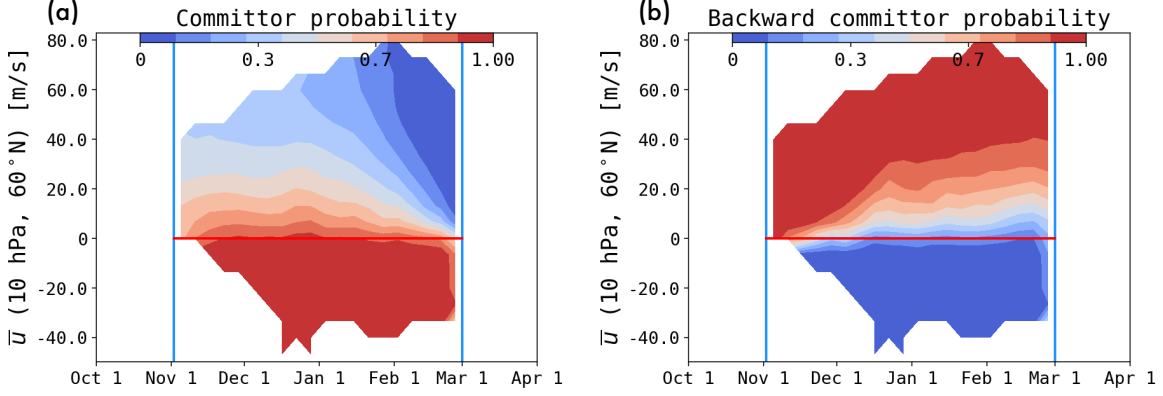 (a)
Committor probability
0 0.3 0.7 1.00
80.0
60.0
40.0
20.0
0
-20.0
-40.0
u̅ (10 hPa, 60°N) [m/s]
Oct 1 Nov 1 Dec 1 Jan 1 Feb 1 Mar 1 Apr 1
(b)
Backward committor probability
0 0.3 0.7 1.00
80.0
60.0
40.0
20.0
0
-20.0
-40.0
u̅ (10 hPa, 60°N) [m/s]
Oct 1 Nov 1 Dec 1 Jan 1 Feb 1 Mar 1 Apr 1